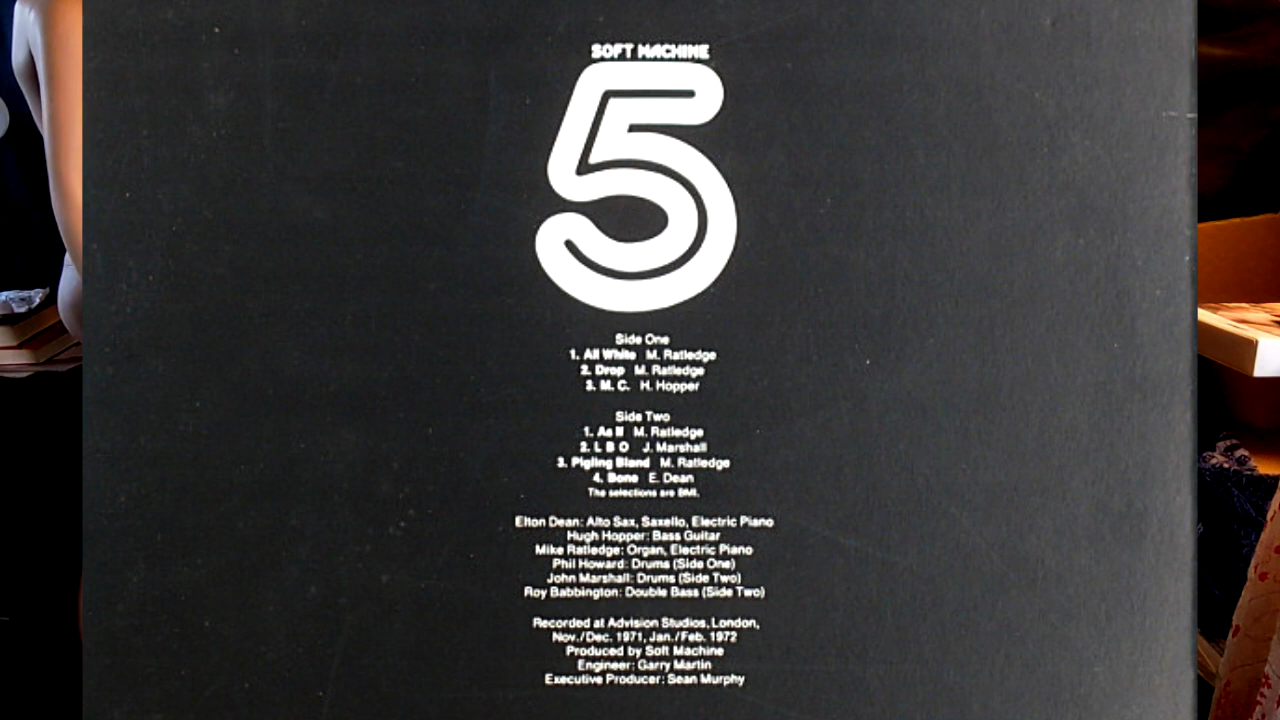 SOFT MACHINE
5
Side One
1. All White M. Ratledge
2. Drop M. Ratledge
3. M. C. H. Hopper
Side Two
1. As If M. Ratledge
2. L B O J. Marshall
3. Pigling Bland M. Ratledge
4. Bone E. Dean
The selections are BMI.
Elton Dean: Alto Sax, Saxello, Electric Piano
Hugh Hopper: Bass Guitar
Mike Ratledge: Organ, Electric Piano
Phil Howard: Drums (Side One)
John Marshall: Drums (Side Two)
Roy Babbington: Double Bass (Side Two)
Recorded at Advision Studios, London,
Nov./Dec. 1971, Jan./Feb. 1972
Produced by Soft Machine
Engineer: Garry Martin
Executive Producer: Sean Murphy